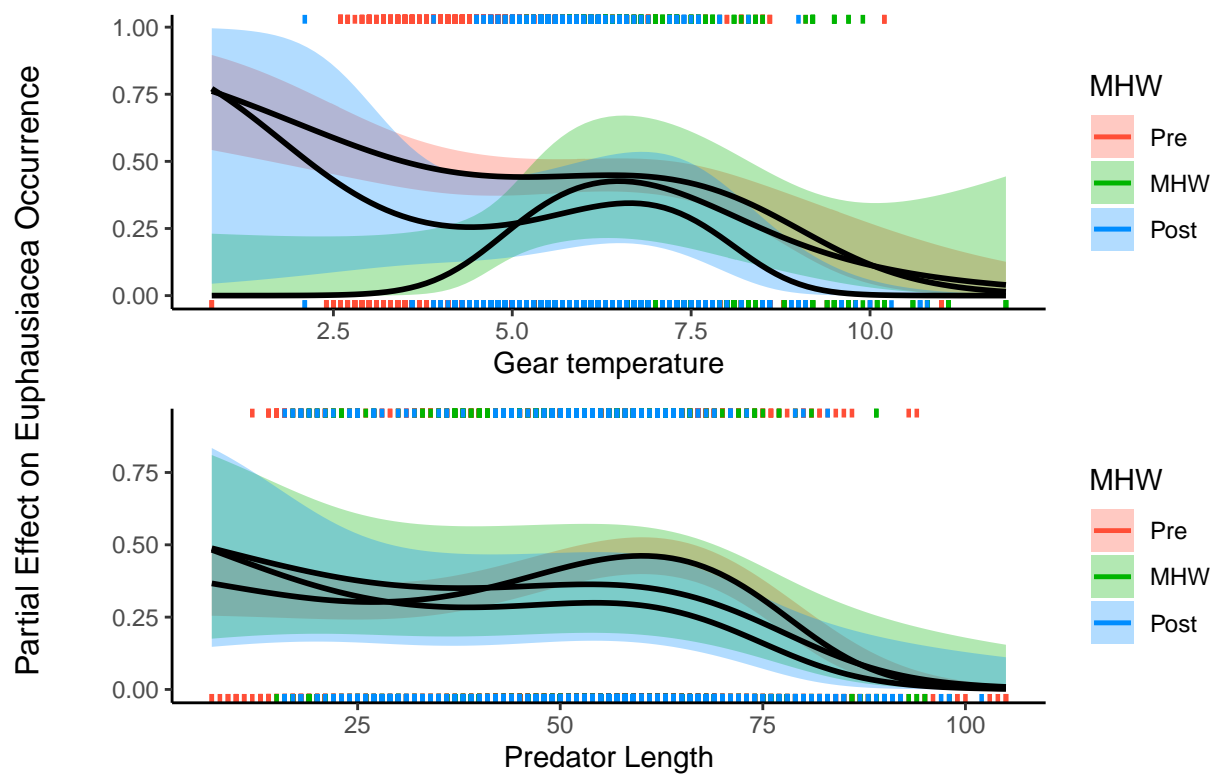 Partial Effect on Euphausiacea Occurrence
1.00
0.75
0.50
0.25
0.00
2.5 5.0 7.5 10.0
Gear temperature
MHW
Pre
MHW
Post
0.75
0.50
0.25
0.00
25 50 75 100
Predator Length
MHW
Pre
MHW
Post